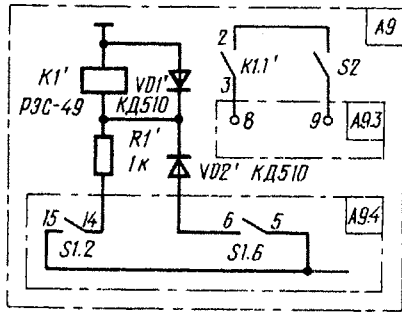 A9
2
K1'
VD1'
K1.1'
S2
РЭС-49
КД510
3
8
9
A9.3
R1'
1к
VD2' КД510
A9.4
15
14
6
5
S1.2
S1.6